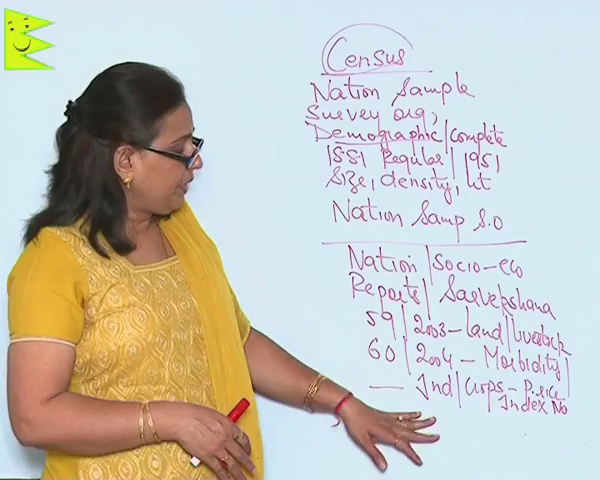 Census
Nation Sample
Survey org,
Demographic/Complete
1881 Regular | 1951
Size, density, lit
Nation Samp S.O
Nation | Socio-eco
Reports | Sarvekshana
59 | 2003 - land/livestock
60 | 2004 - Morbidity |
— Ind | Crops - Price
Index No